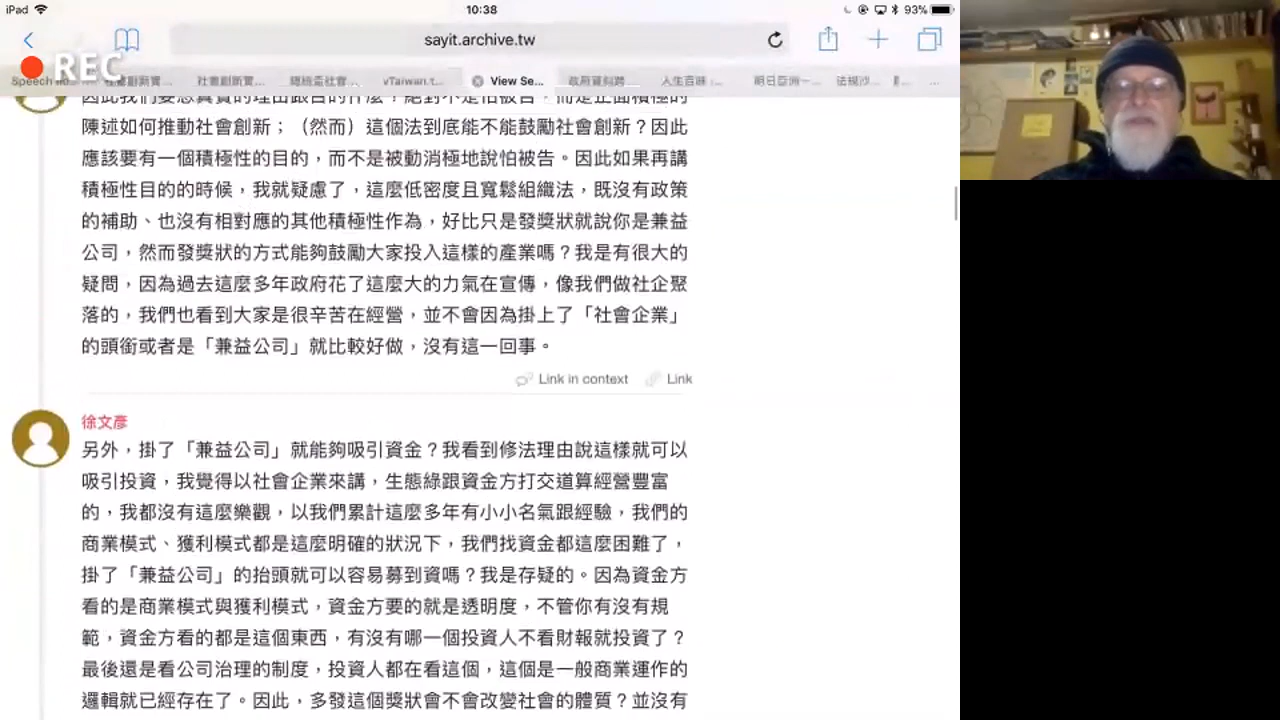 iPad
10:38
93%
sayit.archive.tw
REC
社會創新實...
vTaiwan.t...
View Se...
人生百味 :...
明日亞洲一...
法規沙...
...
陳述如何推動社會創新；（然而）這個法到底能不能鼓勵社會創新？因此
應該要有一個積極性的目的，而不是被動消極地說怕被告。因此如果再講
積極性目的的時候，我就疑慮了，這麼低密度且寬鬆組織法，既沒有政策
的補助、也沒有相對應的其他積極性作為，好比只是發獎狀就說你是兼益
公司，然而發獎狀的方式能夠鼓勵大家投入這樣的產業嗎？我是有很大的
疑問，因為過去這麼多年政府花了這麼大的力氣在宣傳，像我們做社企聚
落的，我們也看到大家是很辛苦在經營，並不會因為掛上了「社會企業」
的頭銜或者是「兼益公司」就比較好做，沒有這一回事。
Link in context Link
徐文彥
另外，掛了「兼益公司」就能夠吸引資金？我看到修法理由說這樣就可以
吸引投資，我覺得以社會企業來講，生態綠跟資金方打交道算經營豐富
的，我都沒有這麼樂觀，以我們累計這麼多年有小小名氣跟經驗，我們的
商業模式、獲利模式都是這麼明確的狀況下，我們找資金都這麼困難了，
掛了「兼益公司」的抬頭就可以容易募到資嗎？我是存疑的。因為資金方
看的是商業模式與獲利模式，資金方要的就是透明度，不管你有沒有規
範，資金方看的都是這個東西，有沒有哪一個投資人不看財報就投資了？
最後還是看公司治理的制度，投資人都在看這個，這個是一般商業運作的
邏輯就已經存在了。因此，多發這個獎狀會不會改變社會的體質？並沒有